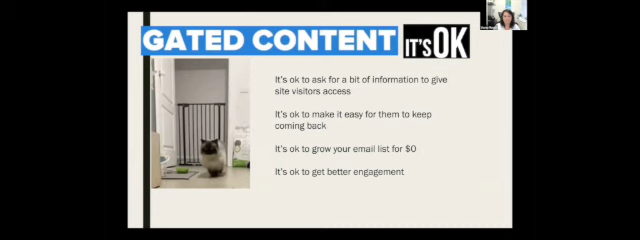 GATED CONTENT IT'S OK
It's ok to ask for a bit of information to give
site visitors access
It's ok to make it easy for them to keep
coming back
It's ok to grow your email list for $0
It's ok to get better engagement